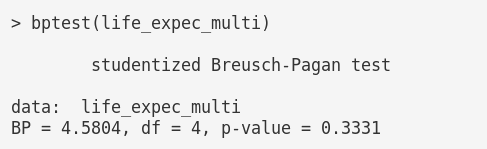 > bptest(life_expec_multi)
studentized Breusch-Pagan test
data:  life_expec_multi
BP = 4.5804, df = 4, p-value = 0.3331